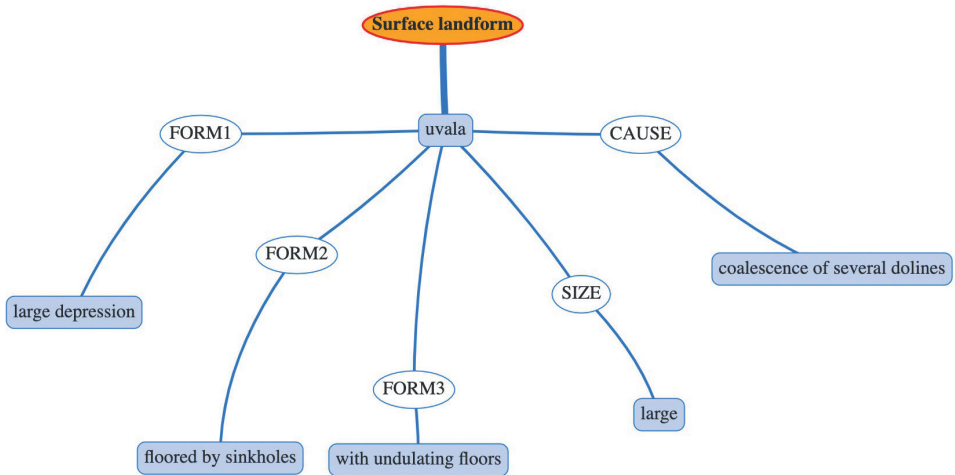 Surface landform
FORM1
uvala
CAUSE
FORM2
coalescence of several dolines
SIZE
large depression
FORM3
large
floored by sinkholes
with undulating floors